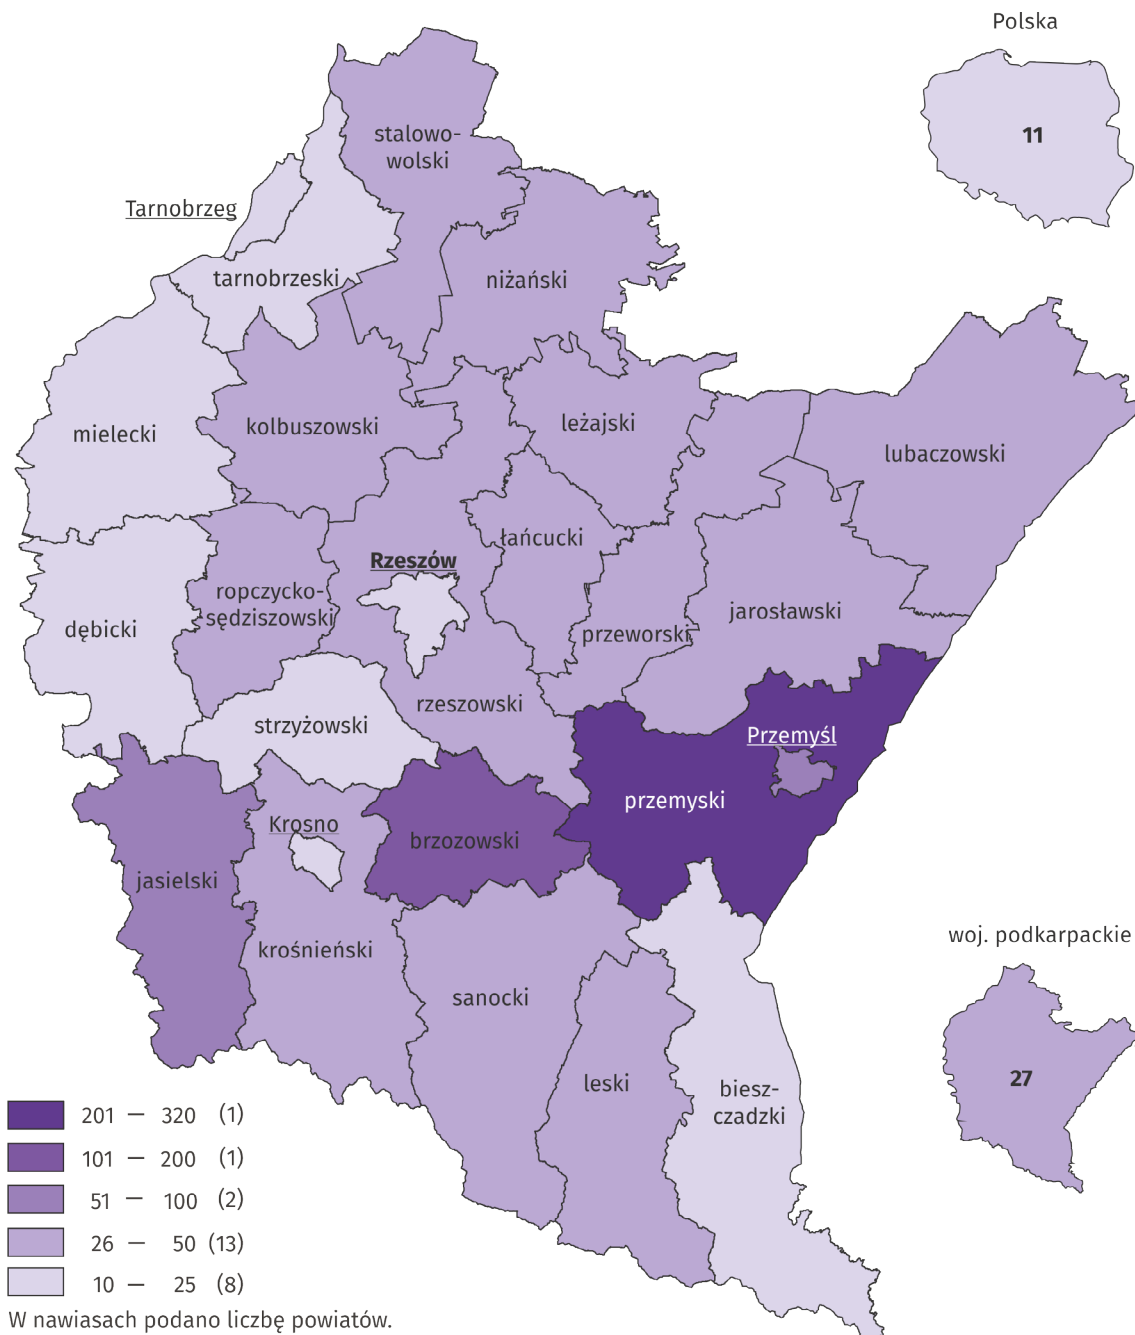 Polska
11
stalowo-
wolski
Tarnobrzeg
tarnobrzeski
niżański
mielecki
kolbuszowski
leżajski
lubaczowski
łańcucki
Rzeszów
ropczycko-
sędziszowski
dębicki
przeworski
jarosławski
rzeszowski
strzyżowski
Przemyśl
przemyski
Krosno
brzozowski
jasielski
krośnieński
sanocki
leski
biesz-
czadzki
woj. podkarpackie
27
201 — 320 (1)
101 — 200 (1)
51 — 100 (2)
26 — 50 (13)
10 — 25 (8)
W nawiasach podano liczbę powiatów.